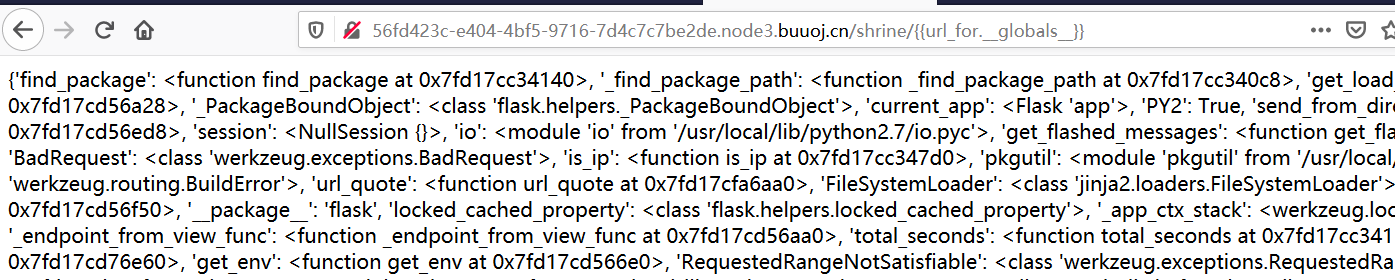 56fd423c-e404-4bf5-9716-7d4c7c7be2de.node3.buuoj.cn/shrine/{{url_for.__globals__}}
{'find_package': <function find_package at 0x7fd17cc34140>, '_find_package_path': <function _find_package_path at 0x7fd17cc340c8>, 'get_load
0x7fd17cd56a28>, '_PackageBoundObject': <class 'flask.helpers._PackageBoundObject'>, 'current_app': <Flask 'app'>, 'PY2': True, 'send_from_dire
0x7fd17cd56ed8>, 'session': <NullSession {}>, 'io': <module 'io' from '/usr/local/lib/python2.7/io.pyc'>, 'get_flashed_messages': <function get_fla
'BadRequest': <class 'werkzeug.exceptions.BadRequest'>, 'is_ip': <function is_ip at 0x7fd17cc347d0>, 'pkgutil': <module 'pkgutil' from '/usr/local/
'werkzeug.routing.BuildError'>, 'url_quote': <function url_quote at 0x7fd17cfa6aa0>, 'FileSystemLoader': <class 'jinja2.loaders.FileSystemLoader'>
0x7fd17cd56f50>, '__package__': 'flask', 'locked_cached_property': <class 'flask.helpers.locked_cached_property'>, '_app_ctx_stack': <werkzeug.loc
'_endpoint_from_view_func': <function _endpoint_from_view_func at 0x7fd17cd56aa0>, 'total_seconds': <function total_seconds at 0x7fd17cc341
0x7fd17cd76e60>, 'get_env': <function get_env at 0x7fd17cd566e0>, 'RequestedRangeNotSatisfiable': <class 'werkzeug.exceptions.RequestedRa